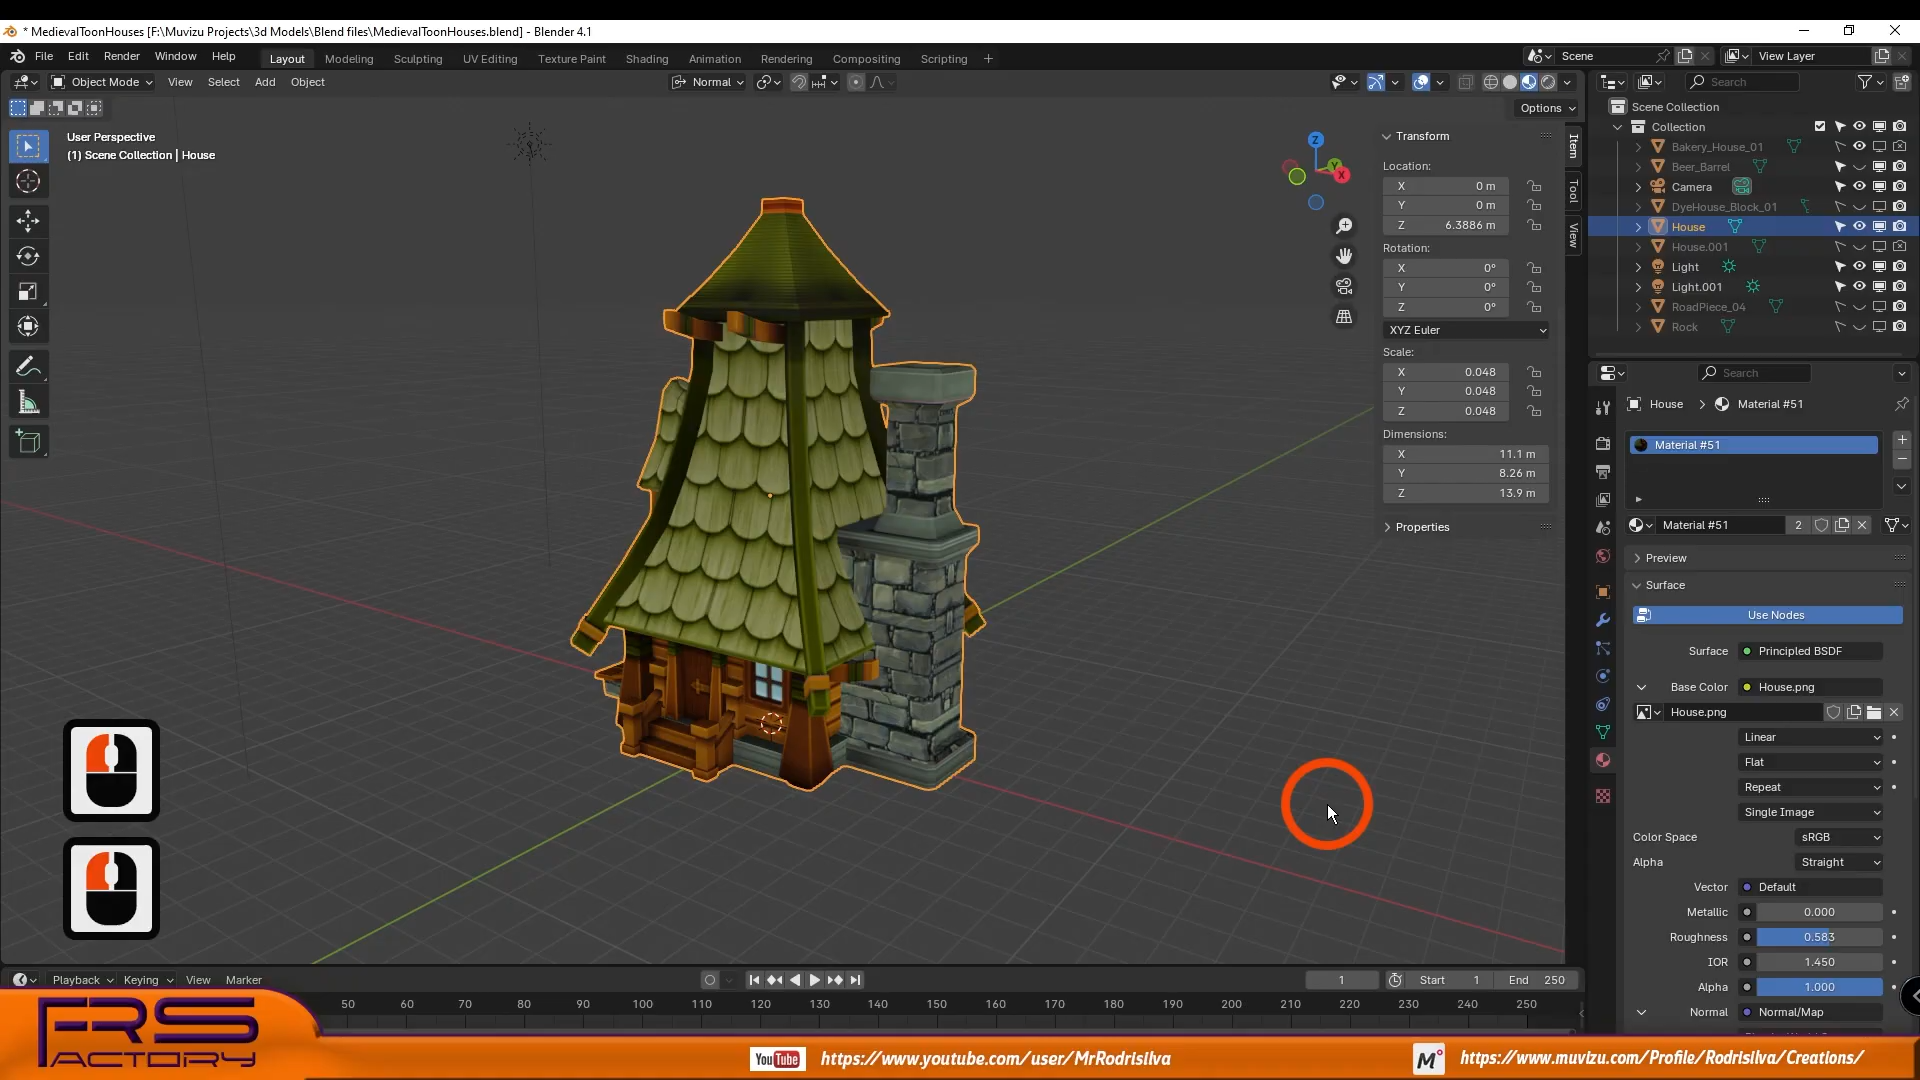 * MedievalToonHouses [F:\Muvizu Projects\3d Models\Blend files\MedievalToonHouses.blend] - Blender 4.1
File Edit Render Window Help Layout Modeling Sculpting UV Editing Texture Paint Shading Animation Rendering Compositing Geometry Nodes Scripting + Scene View Layer
Object Mode View Select Add Object Normal Search
Options
User Perspective
(1) Scene Collection | House
Z
Y
X
Item
Tool
View
Transform
Location:
X 0 m
Y 0 m
Z 6.3886 m
Rotation:
X 0°
Y 0°
Z 0°
XYZ Euler
Scale:
X 0.048
Y 0.048
Z 0.048
Dimensions:
X 11.1 m
Y 8.26 m
Z 13.9 m
Properties
Scene Collection
Collection
Bakery_House_01
Beer_Barrel
Camera
DyeHouse_Block_01
House
House.001
Light
Light.001
RoadPiece_04
Rock
Search
House > Material #51
Material #51
Material #51 2
Preview
Surface
Use Nodes
Surface Principled BSDF
Base Color House.png
House.png
Linear
Flat
Repeat
Single Image
Color Space sRGB
Alpha Straight
Vector Default
Metallic 0.000
Roughness 0.583
IOR 1.450
Alpha 1.000
Normal Normal/Map
Playback Keying View Marker 1 Start 1 End 250
50 60 70 80 90 100 110 120 130 140 150 160 170 180 190 200 210 220 230 240 250
FRS
FACTORY
YouTube https://www.youtube.com/user/MrRodrisilva
M https://www.muvizu.com/Profile/Rodrisilva/Creations/